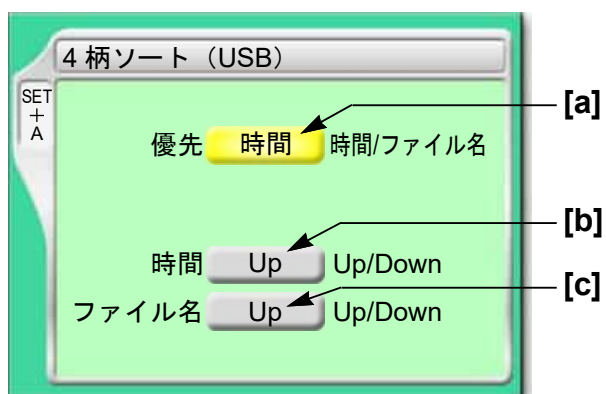 4 柄ソート（USB）
SET
+
A
優先 時間 時間/ファイル名 [a]
時間 Up Up/Down [b]
ファイル名 Up Up/Down [c]